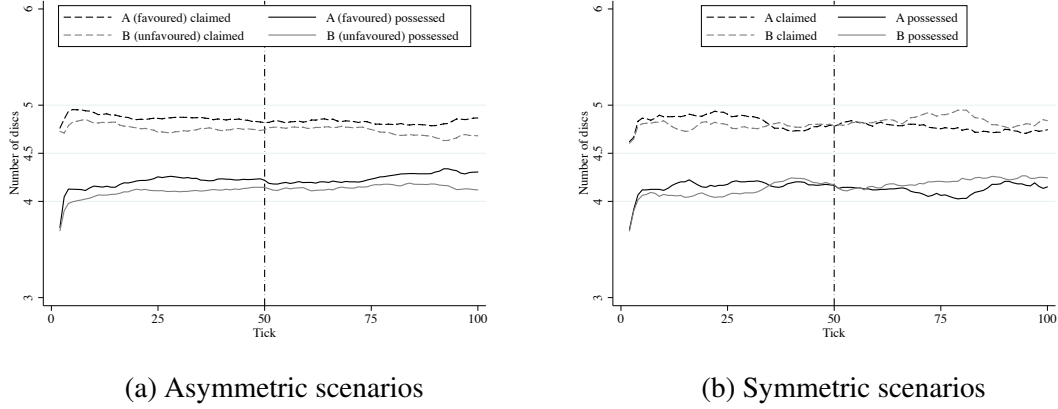 A (favoured) claimed A (favoured) possessed
B (unfavoured) claimed B (unfavoured) possessed
Number of discs
6
5
4.5
4
3
0 25 50 75 100
Tick
(a) Asymmetric scenarios
A claimed A possessed
B claimed B possessed
Number of discs
6
5
4.5
4
3
0 25 50 75 100
Tick
(b) Symmetric scenarios